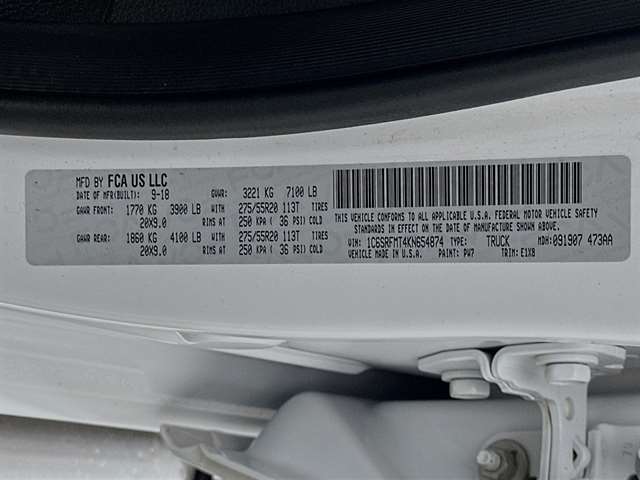 MFD BY FCA US LLC
DATE OF MFR(BUILT): 9-18 GVWR: 3221 KG 7100 LB
GAWR FRONT: 1770 KG 3900 LB WITH 275/55R20 113T TIRES
20X9.0 RIMS AT 250 KPA ( 36 PSI) COLD
GAWR REAR: 1860 KG 4100 LB WITH 275/55R20 113T TIRES
20X9.0 RIMS AT 250 KPA ( 36 PSI) COLD
THIS VEHICLE CONFORMS TO ALL APPLICABLE U.S.A. FEDERAL MOTOR VEHICLE SAFETY
STANDARDS IN EFFECT ON THE DATE OF MANUFACTURE SHOWN ABOVE.
VIN: 1C6SRFMT4KN654874 TYPE: TRUCK MDH: 091907 473AA
VEHICLE MADE IN U.S.A. PAINT: PW7 TRIM: E1X8